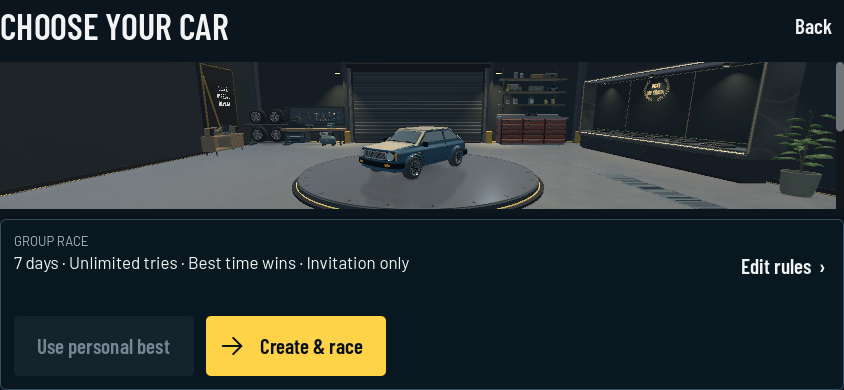 CHOOSE YOUR CAR
Back
GROUP RACE
7 days · Unlimited tries · Best time wins · Invitation only
Edit rules ›
Use personal best
Create & race